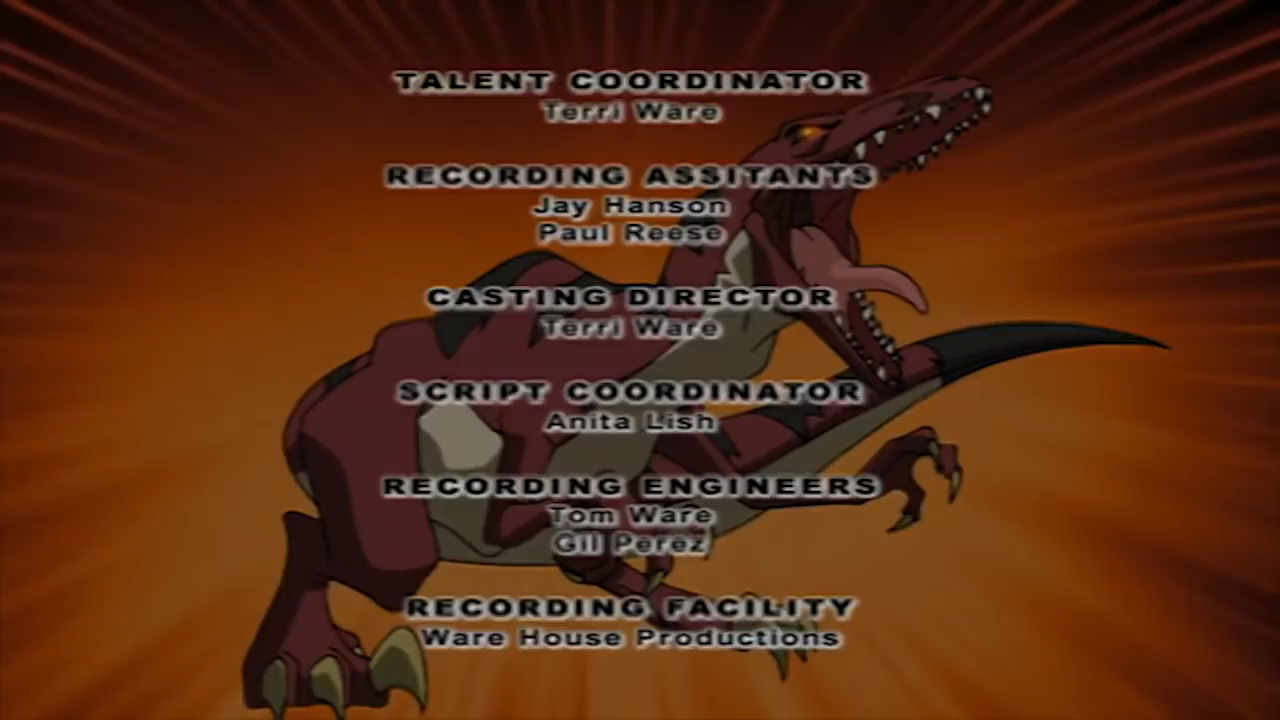 TALENT COORDINATOR
Terri Ware
RECORDING ASSITANTS
Jay Hanson
Paul Reese
CASTING DIRECTOR
Terri Ware
SCRIPT COORDINATOR
Anita Lish
RECORDING ENGINEERS
Tom Ware
Gil Perez
RECORDING FACILITY
Ware House Productions